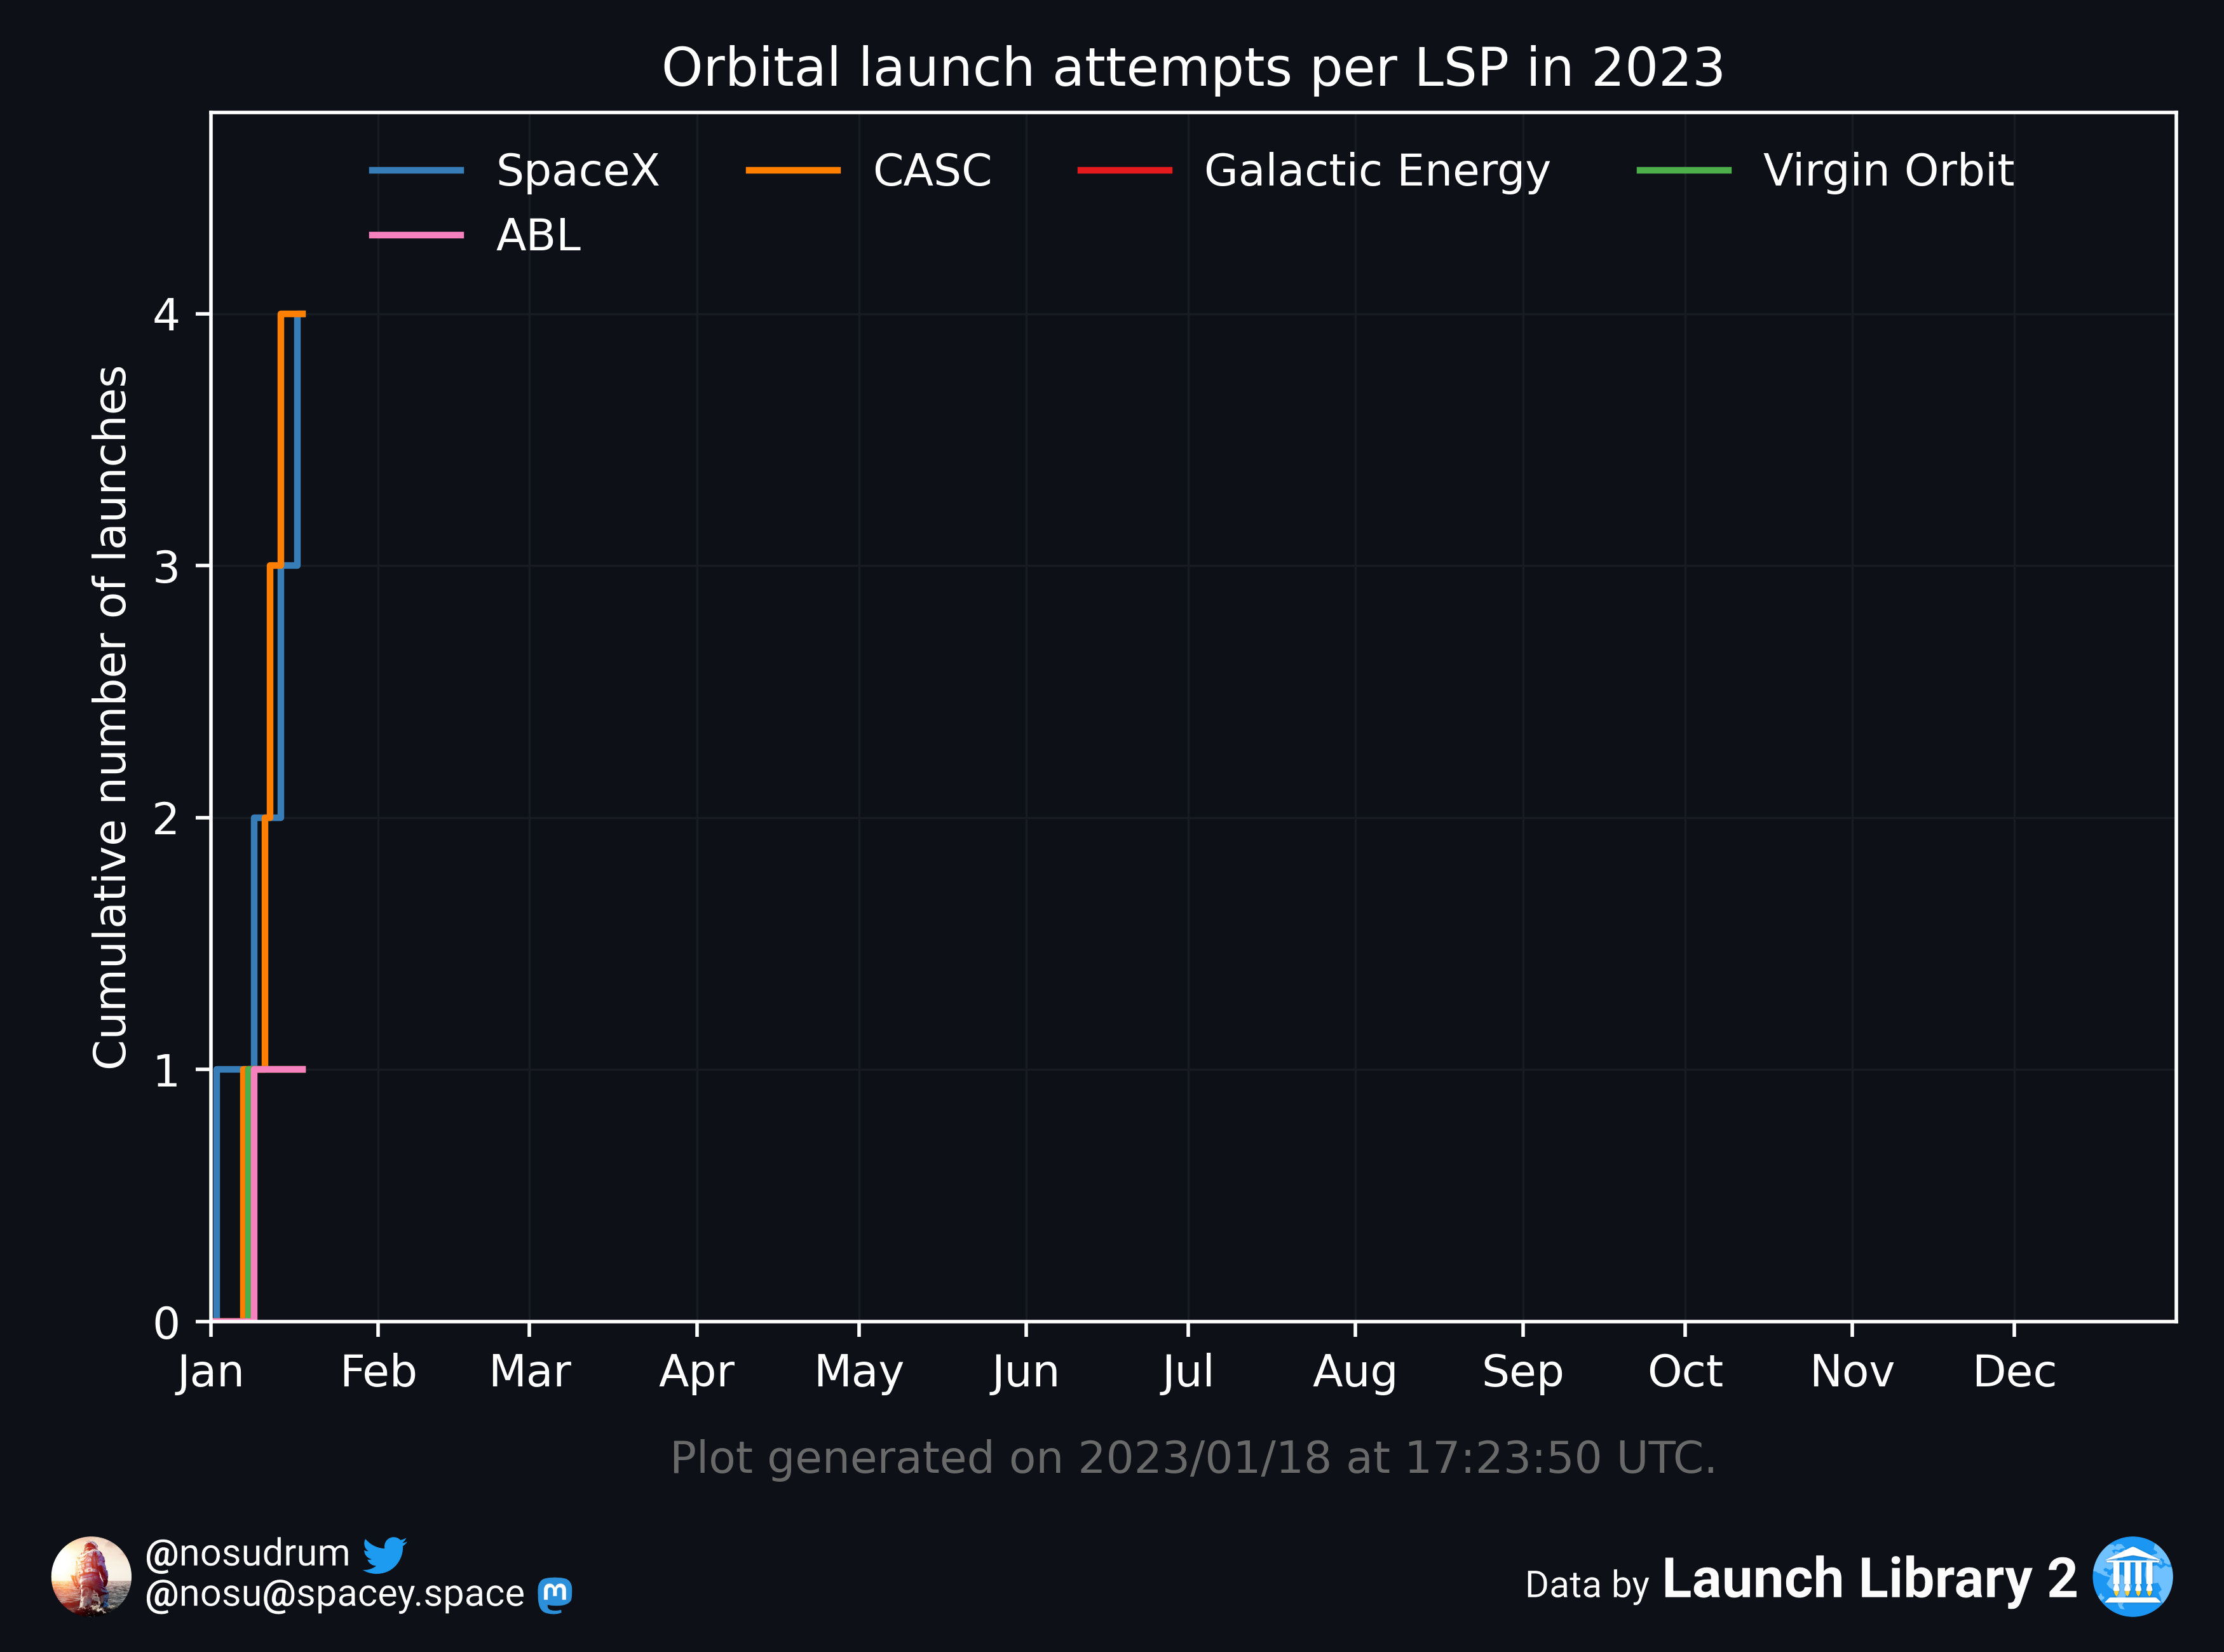 Orbital launch attempts per LSP in 2023
SpaceX CASC Galactic Energy Virgin Orbit
ABL
4
3
2
1
0
Cumulative number of launches
Jan Feb Mar Apr May Jun Jul Aug Sep Oct Nov Dec
Plot generated on 2023/01/18 at 17:23:50 UTC.
@nosudrum
@nosu@spacey.space
Data by Launch Library 2